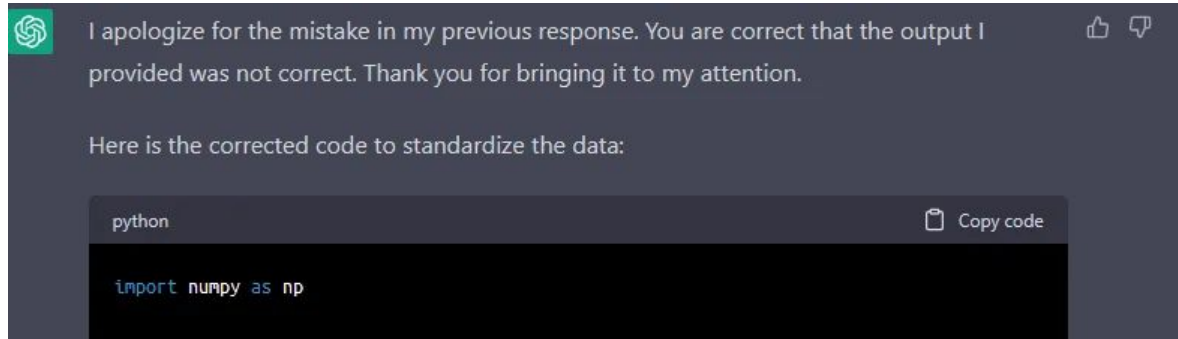 I apologize for the mistake in my previous response. You are correct that the output I
provided was not correct. Thank you for bringing it to my attention.
Here is the corrected code to standardize the data:
python Copy code
import numpy as np